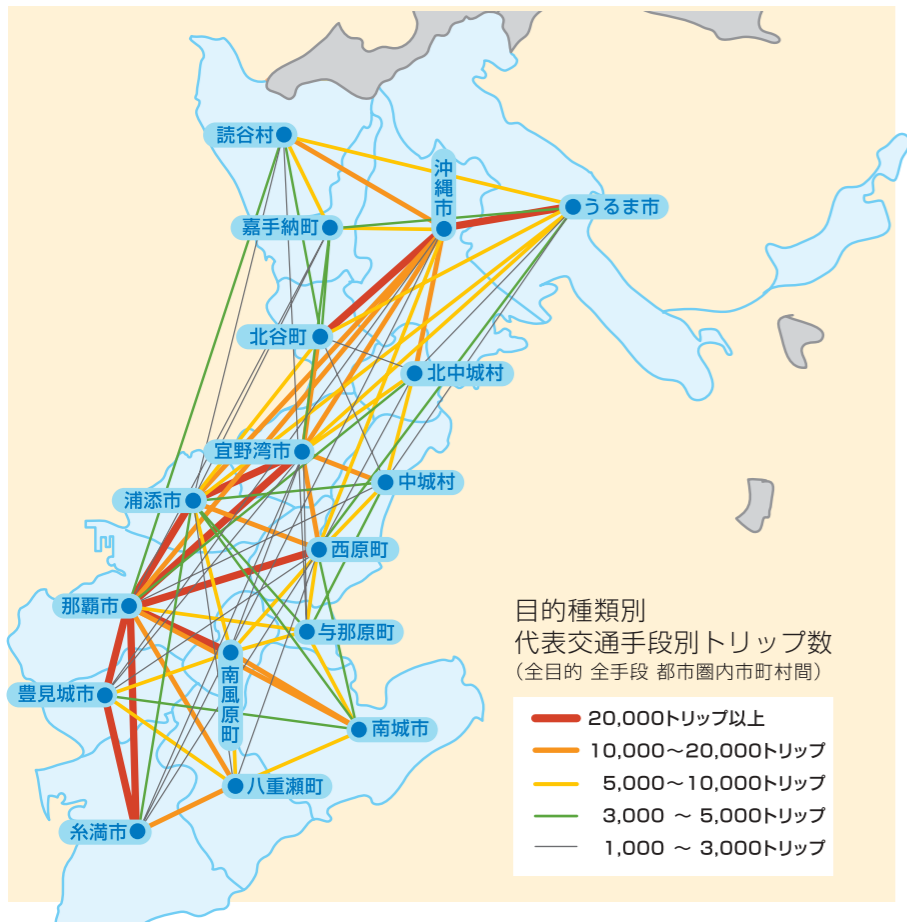 読谷村
沖縄市
うるま市
嘉手納町
北谷町
北中城村
宜野湾市
中城村
浦添市
西原町
那覇市
与那原町
南風原町
豊見城市
南城市
八重瀬町
糸満市
目的種類別
代表交通手段別トリップ数
(全目的 全手段 都市圏内市町村間)
20,000トリップ以上
10,000～20,000トリップ
5,000～10,000トリップ
3,000 ～ 5,000トリップ
1,000 ～ 3,000トリップ